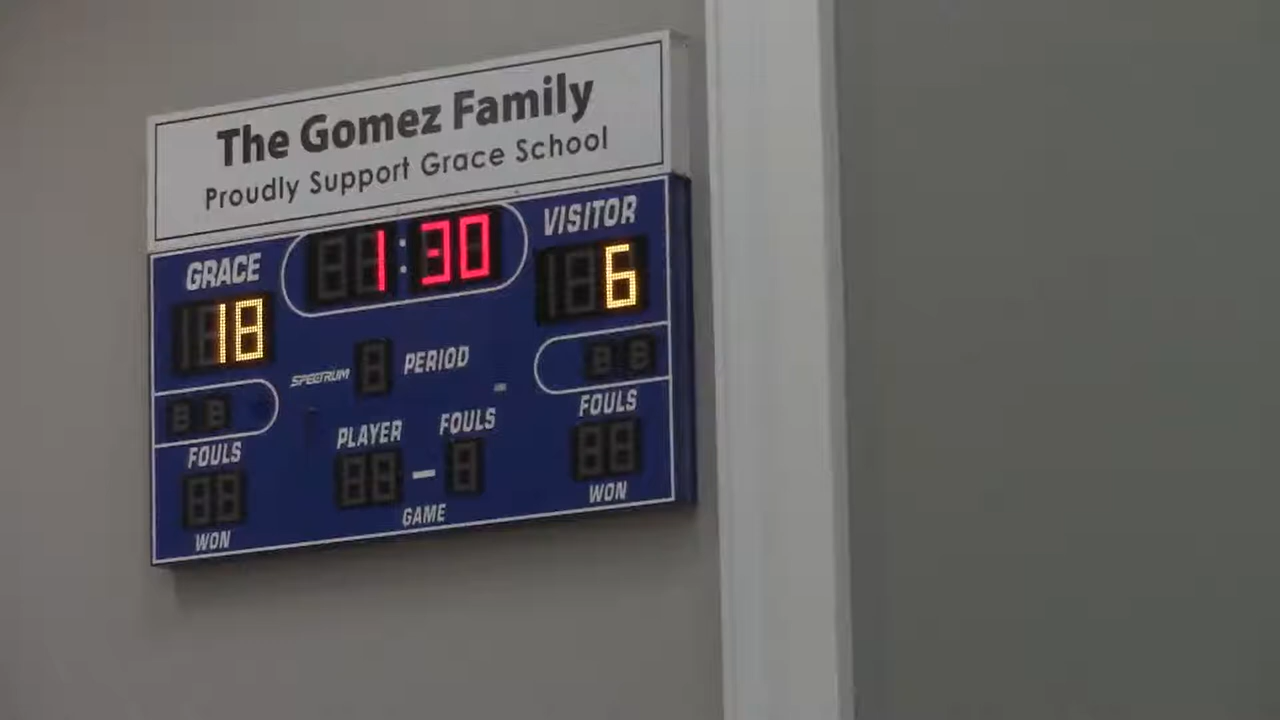 The Gomez Family
Proudly Support Grace School
GRACE
1:30
VISITOR
18
6
SPECTRUM
PERIOD
FOULS
PLAYER
FOULS
FOULS
WON
GAME
WON